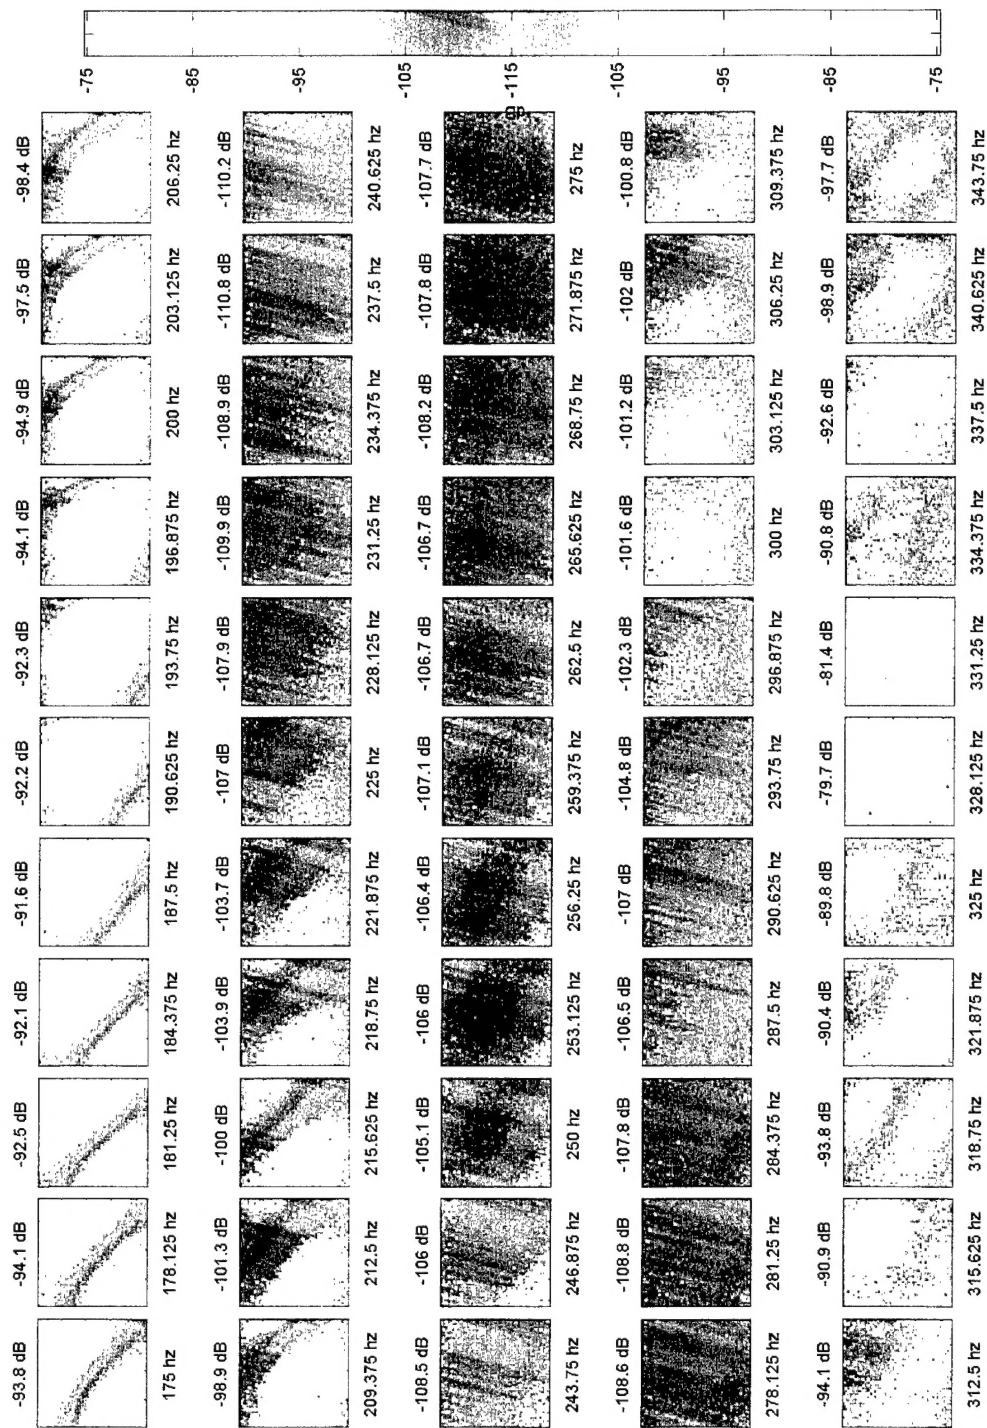 -93.8 dB -94.1 dB -92.5 dB -92.1 dB -91.6 dB -92.2 dB -92.3 dB -94.1 dB -94.9 dB -97.5 dB -98.4 dB
175 hz 178.125 hz 181.25 hz 184.375 hz 187.5 hz 190.625 hz 193.75 hz 196.875 hz 200 hz 203.125 hz 206.25 hz
-98.9 dB -101.3 dB -100 dB -103.9 dB -103.7 dB -107 dB -107.9 dB -109.9 dB -108.9 dB -110.8 dB -110.2 dB
209.375 hz 212.5 hz 215.625 hz 218.75 hz 221.875 hz 225 hz 228.125 hz 231.25 hz 234.375 hz 237.5 hz 240.625 hz
-108.5 dB -106 dB -105.1 dB -106 dB -106.4 dB -107.1 dB -106.7 dB -106.7 dB -108.2 dB -107.8 dB -107.7 dB
243.75 hz 246.875 hz 250 hz 253.125 hz 256.25 hz 259.375 hz 262.5 hz 265.625 hz 268.75 hz 271.875 hz 275 hz
-108.6 dB -108.8 dB -107.8 dB -106.5 dB -107 dB -104.8 dB -102.3 dB -101.6 dB -101.2 dB -102 dB -100.8 dB
278.125 hz 281.25 hz 284.375 hz 287.5 hz 290.625 hz 293.75 hz 296.875 hz 300 hz 303.125 hz 306.25 hz 309.375 hz
-94.1 dB -90.9 dB -93.8 dB -90.4 dB -89.8 dB -79.7 dB -81.4 dB -90.8 dB -92.6 dB -98.9 dB -97.7 dB
312.5 hz 315.625 hz 318.75 hz 321.875 hz 325 hz 328.125 hz 331.25 hz 334.375 hz 337.5 hz 340.625 hz 343.75 hz
-75
-85
-95
-105
-115
dB
-105
-95
-85
-75